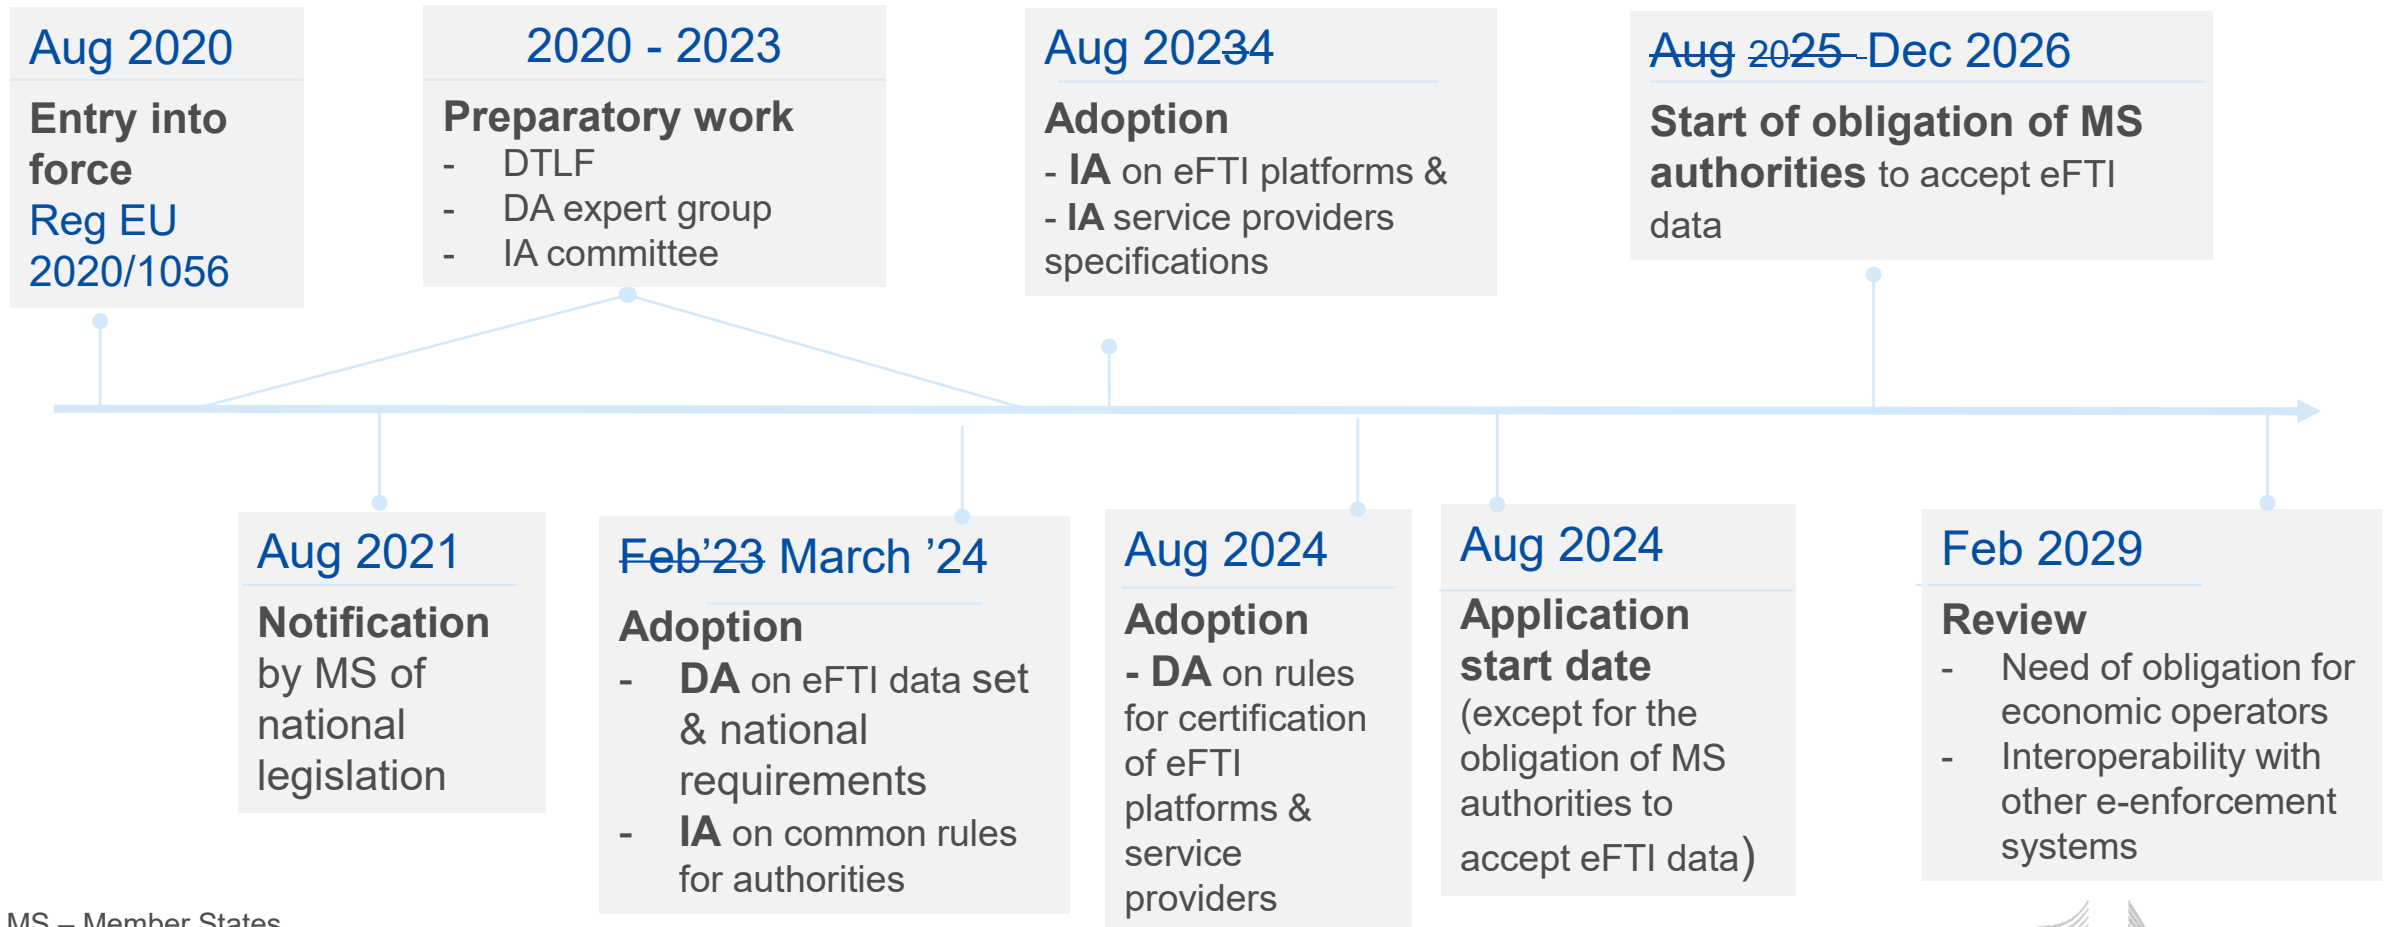 Aug 2020
Entry into
force
Reg EU
2020/1056
2020 - 2023
Preparatory work
- DTLF
- DA expert group
- IA committee
Aug 20234
Adoption
- IA on eFTI platforms &
- IA service providers
specifications
Aug 2025 Dec 2026
Start of obligation of MS
authorities to accept eFTI
data
Aug 2021
Notification
by MS of
national
legislation
Feb’23 March ’24
Adoption
- DA on eFTI data set
& national
requirements
- IA on common rules
for authorities
Aug 2024
Adoption
- DA on rules
for certification
of eFTI
platforms &
service
providers
Aug 2024
Application
start date
(except for the
obligation of MS
authorities to
accept eFTI data)
Feb 2029
Review
- Need of obligation for
economic operators
- Interoperability with
other e-enforcement
systems
MS – Member States